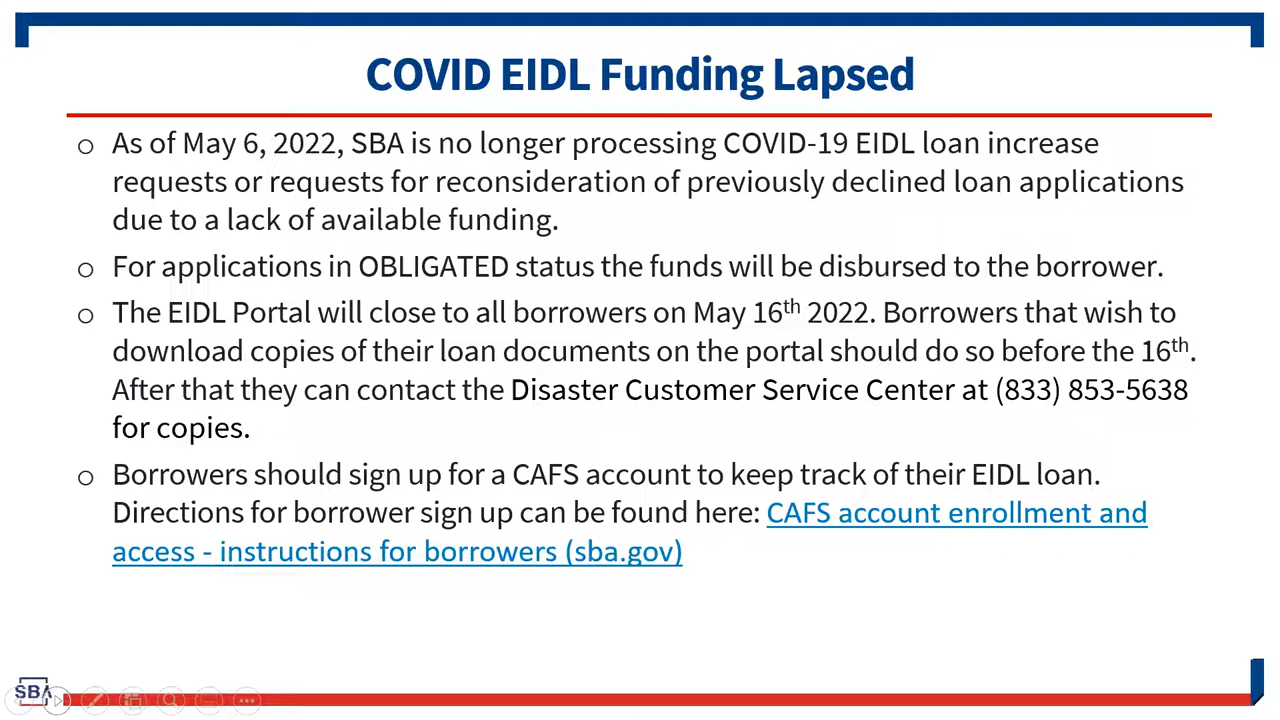 COVID EIDL Funding Lapsed
o As of May 6, 2022, SBA is no longer processing COVID-19 EIDL loan increase
requests or requests for reconsideration of previously declined loan applications
due to a lack of available funding.
o For applications in OBLIGATED status the funds will be disbursed to the borrower.
o The EIDL Portal will close to all borrowers on May 16th 2022. Borrowers that wish to
download copies of their loan documents on the portal should do so before the 16th.
After that they can contact the Disaster Customer Service Center at (833) 853-5638
for copies.
o Borrowers should sign up for a CAFS account to keep track of their EIDL loan.
Directions for borrower sign up can be found here: CAFS account enrollment and
access - instructions for borrowers (sba.gov)
SBA